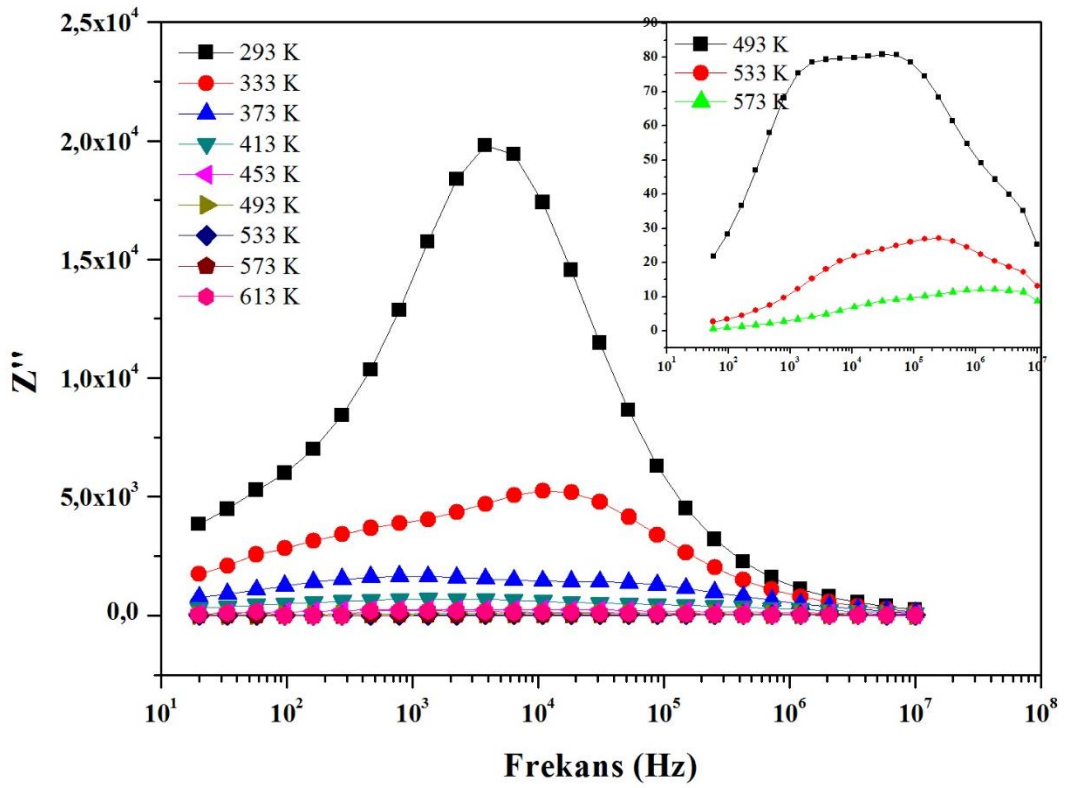 2,5x10⁴
2,0x10⁴
1,5x10⁴
1,0x10⁴
5,0x10³
0,0
Z''
293 K
333 K
373 K
413 K
453 K
493 K
533 K
573 K
613 K
90
80
70
60
50
40
30
20
10
0
493 K
533 K
573 K
10¹ 10² 10³ 10⁴ 10⁵ 10⁶ 10⁷
10¹ 10² 10³ 10⁴ 10⁵ 10⁶ 10⁷ 10⁸
Frekans (Hz)